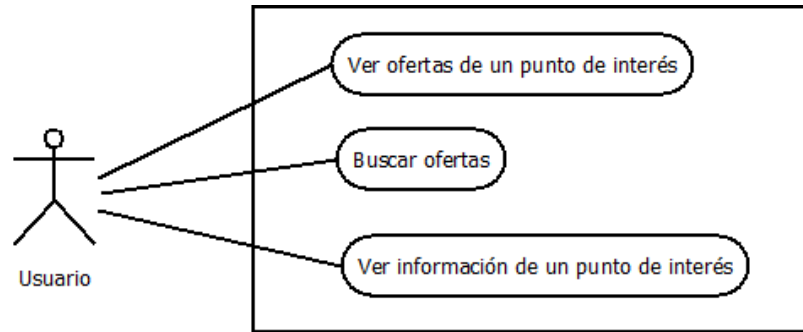 Ver ofertas de un punto de interés
Buscar ofertas
Ver información de un punto de interés
Usuario